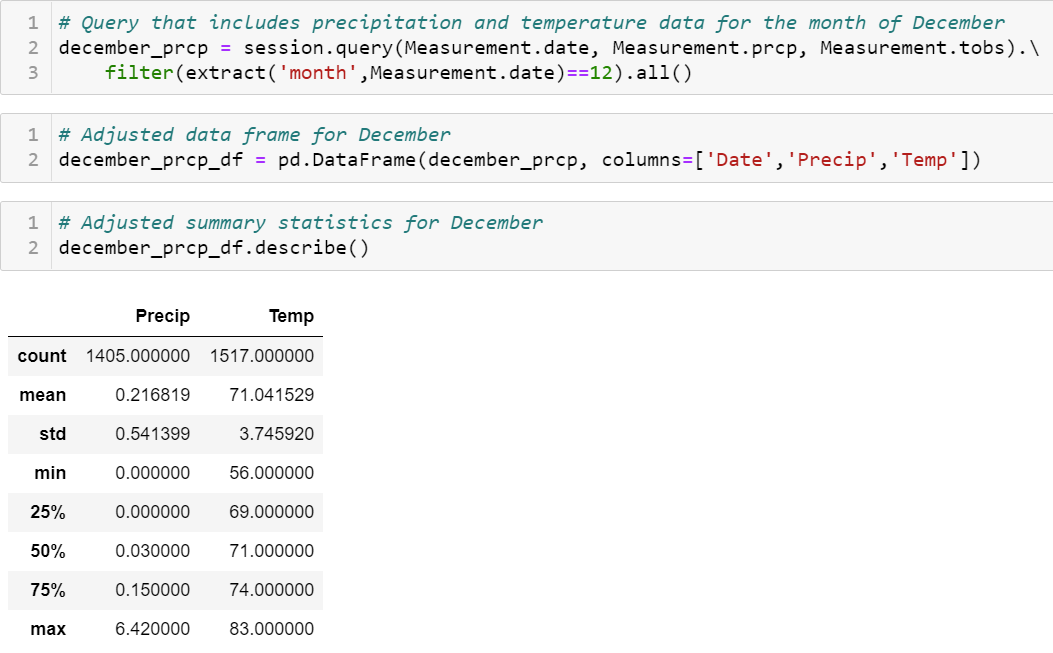 1 # Query that includes precipitation and temperature data for the month of December
2 december_prcp = session.query(Measurement.date, Measurement.prcp, Measurement.tobs).\
3     filter(extract('month',Measurement.date)==12).all()
1 # Adjusted data frame for December
2 december_prcp_df = pd.DataFrame(december_prcp, columns=['Date','Precip','Temp'])
1 # Adjusted summary statistics for December
2 december_prcp_df.describe()
Precip Temp
count 1405.000000 1517.000000
mean 0.216819 71.041529
std 0.541399 3.745920
min 0.000000 56.000000
25% 0.000000 69.000000
50% 0.030000 71.000000
75% 0.150000 74.000000
max 6.420000 83.000000